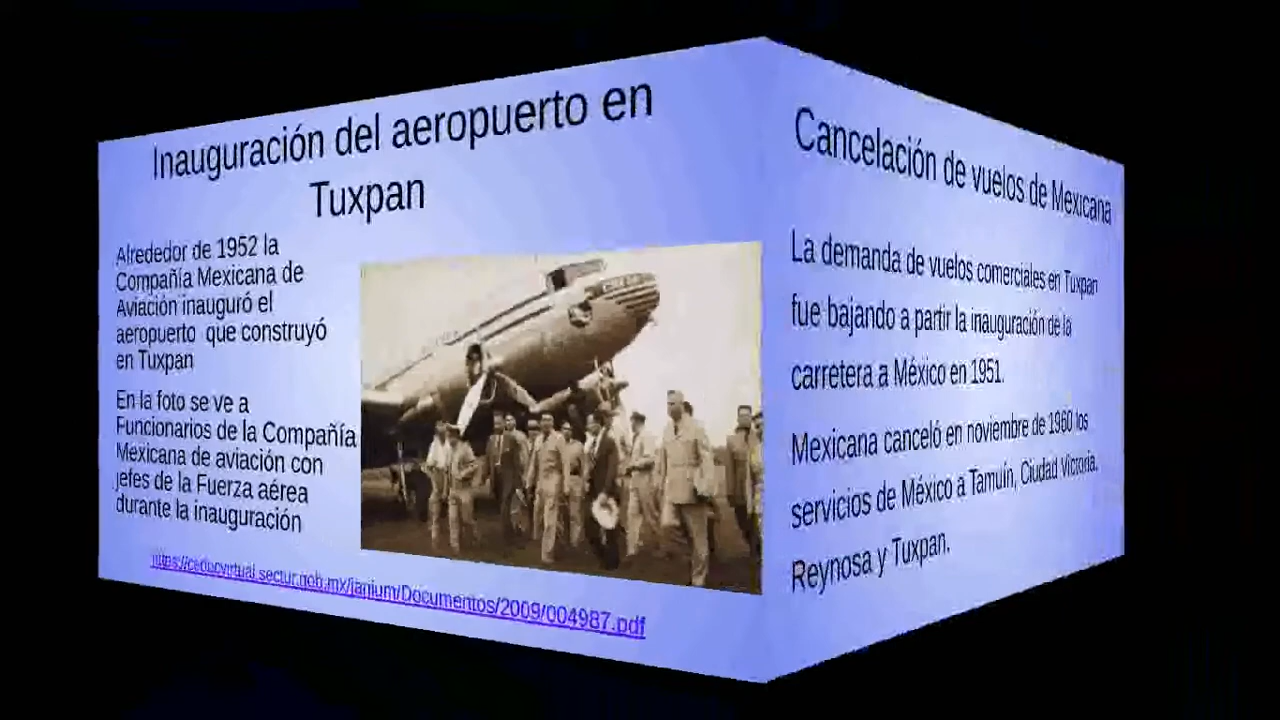 Inauguración del aeropuerto en
Tuxpan
Alrededor de 1952 la
Compañía Mexicana de
Aviación inauguró el
aeropuerto que construyó
en Tuxpan
En la foto se ve a
Funcionarios de la Compañía
Mexicana de aviación con
jefes de la Fuerza aérea
durante la inauguración
https://cedocvirtual.sectur.gob.mx/janium/Documentos/2009/004987.pdf
Cancelación de vuelos de Mexicana
La demanda de vuelos comerciales en Tuxpan
fue bajando a partir la inauguración de la
carretera a México en 1951.
Mexicana canceló en noviembre de 1960 los
servicios de México a Tamuín, Ciudad Victoria,
Reynosa y Tuxpan.